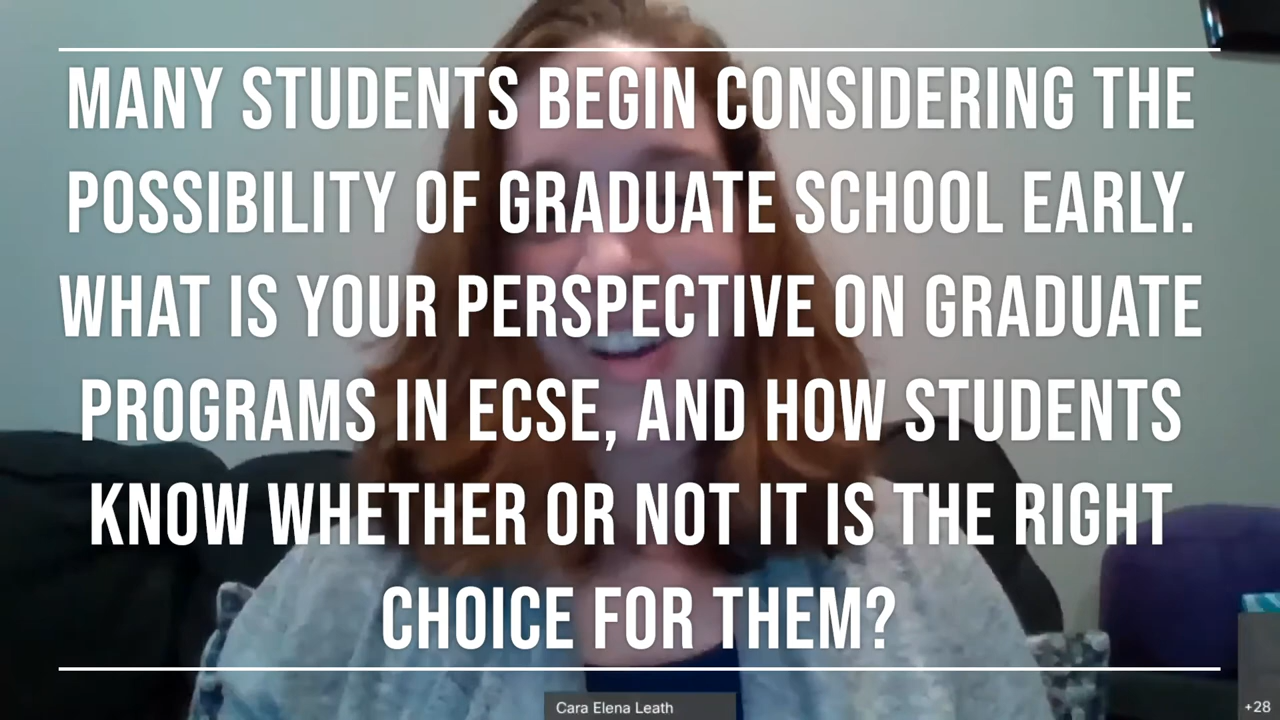 MANY STUDENTS BEGIN CONSIDERING THE
POSSIBILITY OF GRADUATE SCHOOL EARLY.
WHAT IS YOUR PERSPECTIVE ON GRADUATE
PROGRAMS IN ECSE, AND HOW STUDENTS
KNOW WHETHER OR NOT IT IS THE RIGHT
CHOICE FOR THEM?
Cara Elena Leath
+28